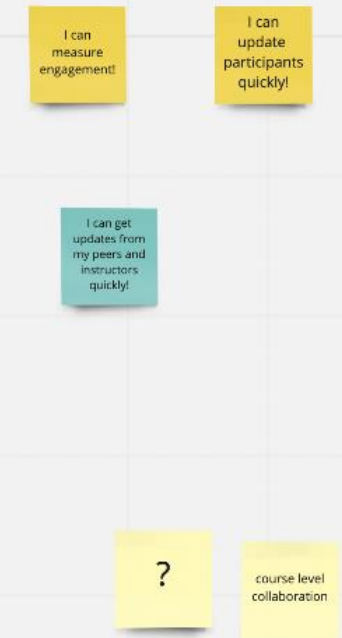 I can
measure
engagement!
I can
update
participants
quickly!
I can get
updates from
my peers and
instructors
quickly!
?
course level
collaboration